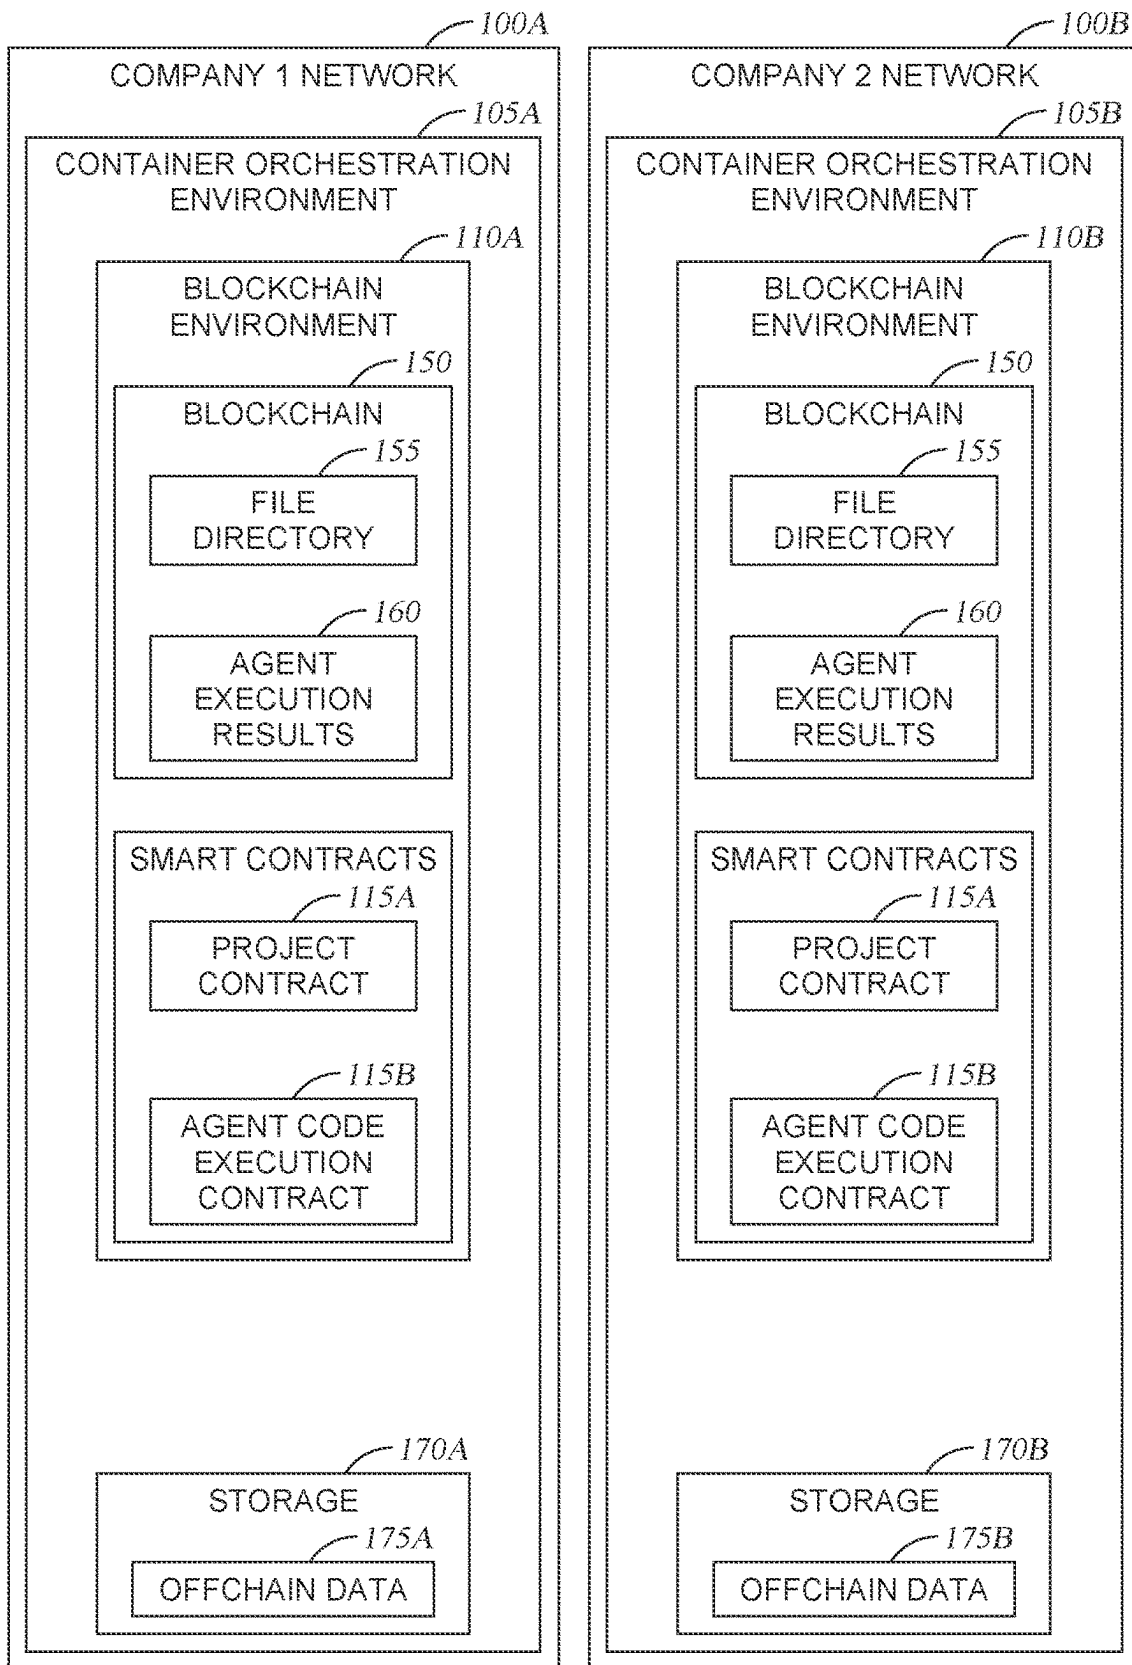 100A
COMPANY 1 NETWORK
105A
CONTAINER ORCHESTRATION
ENVIRONMENT
110A
BLOCKCHAIN
ENVIRONMENT
150
BLOCKCHAIN
155
FILE
DIRECTORY
160
AGENT
EXECUTION
RESULTS
SMART CONTRACTS
115A
PROJECT
CONTRACT
115B
AGENT CODE
EXECUTION
CONTRACT
170A
STORAGE
175A
OFFCHAIN DATA
100B
COMPANY 2 NETWORK
105B
CONTAINER ORCHESTRATION
ENVIRONMENT
110B
BLOCKCHAIN
ENVIRONMENT
150
BLOCKCHAIN
155
FILE
DIRECTORY
160
AGENT
EXECUTION
RESULTS
SMART CONTRACTS
115A
PROJECT
CONTRACT
115B
AGENT CODE
EXECUTION
CONTRACT
170B
STORAGE
175B
OFFCHAIN DATA